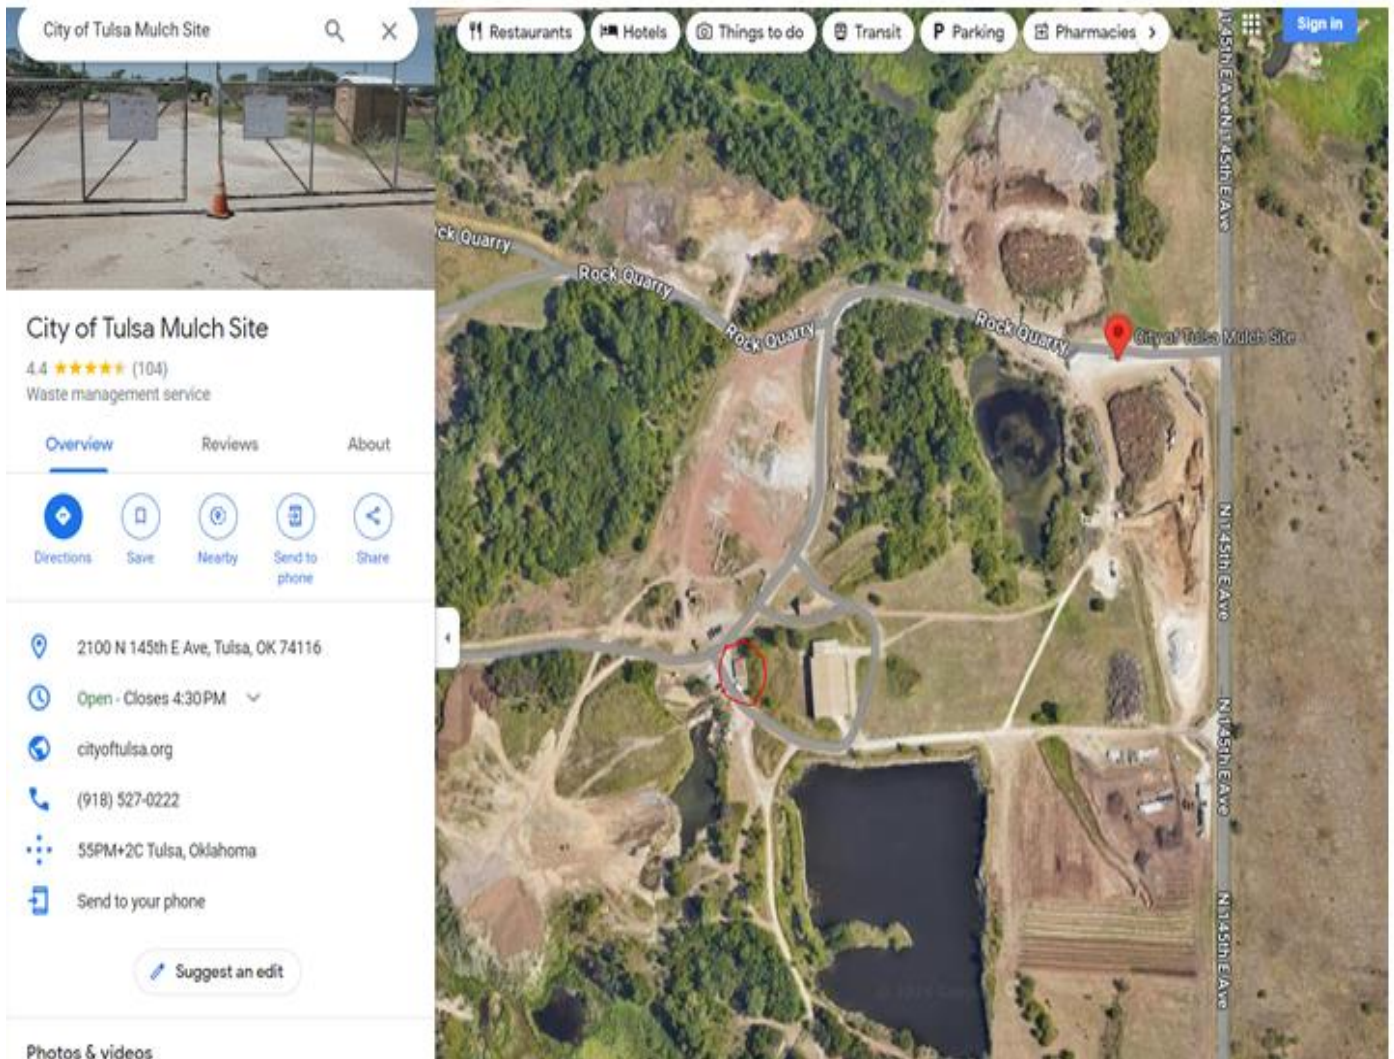 City of Tulsa Mulch Site
Restaurants
Hotels
Things to do
Transit
Parking
Pharmacies
Sign in
City of Tulsa Mulch Site
4.4 (104)
Waste management service
Overview
Reviews
About
Directions
Save
Nearby
Send to
phone
Share
2100 N 145th E Ave, Tulsa, OK 74116
Open - Closes 4:30 PM
cityoftulsa.org
(918) 527-0222
55PM+2C Tulsa, Oklahoma
Send to your phone
Suggest an edit
Photos & videos
ck Quarry
Rock Quarry
Rock Quarry
Rock Quarry
City of Tulsa Mulch Site
N 145th E Ave
N 145th E Ave
N 145th E Ave
N 145th E Ave